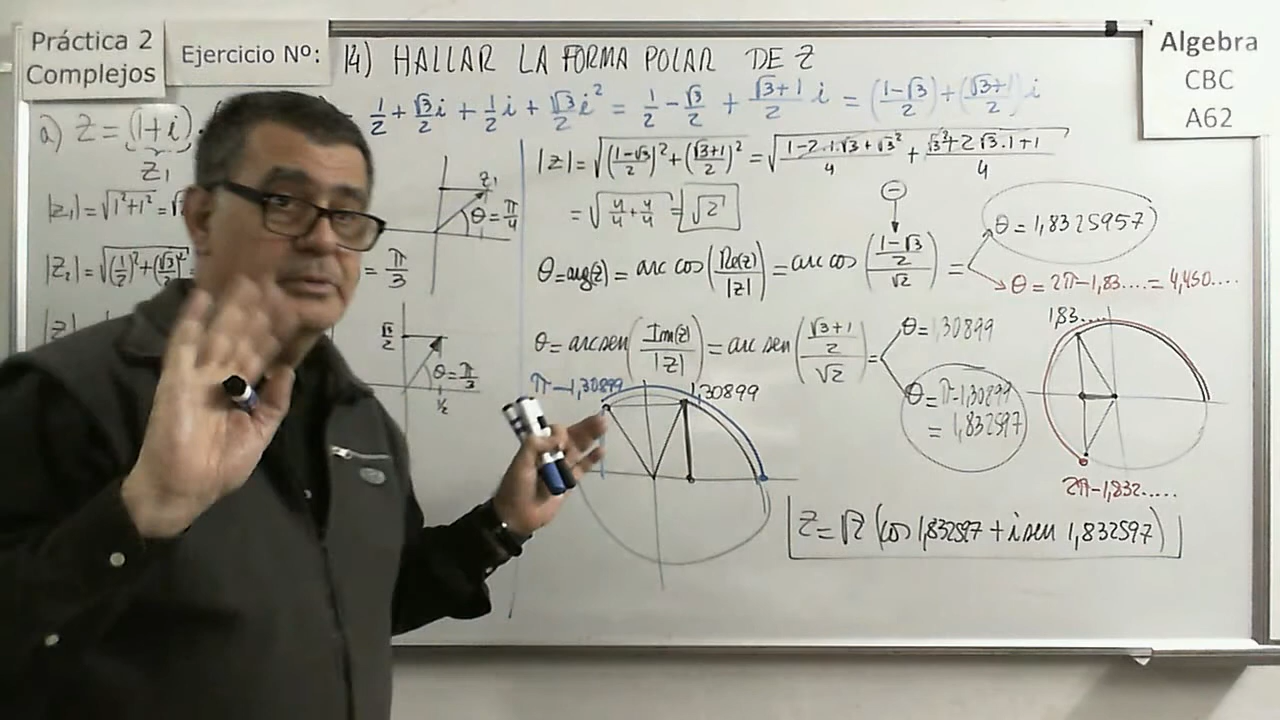 Práctica 2
Complejos
Ejercicio Nº:
14) HALLAR LA FORMA POLAR DE Z
Algebra
CBC
A62
a) Z = (1+i).
Z₁
1/2 + √3/2 i + 1/2 i + √3/2 i² = 1/2 - √3/2 + (√3+1)/2 i = ((1-√3)/2) + ((√3+1)/2) i
|Z₁| = √(1²+1²) = √
|Z₂| = √((1/2)² + (√3/2)²) =
= π/3
|Z|
Z₁
θ = π/4
√3/2
θ = π/3
1/2
|Z| = √(((1-√3)/2)² + ((√3+1)/2)²) = √((1-2.1.√3+√3²)/4 + (√3²+2√3.1+1)/4)
= √(4/4 + 4/4) = √2
⊖
θ = arg(z) = arc cos (Re(z)/|z|) = arc cos (((1-√3)/2)/√2) =
θ = 1,8325957
θ = 2π-1,83.... = 4,450....
θ = arc sen (Im(z)/|z|) = arc sen (((√3+1)/2)/√2) =
θ = 1,30899
θ = π-1,30899
= 1,832597
π-1,30899
1,30899
1,83....
2π-1,832.....
Z = √2 (cos 1,832597 + i sen 1,832597)